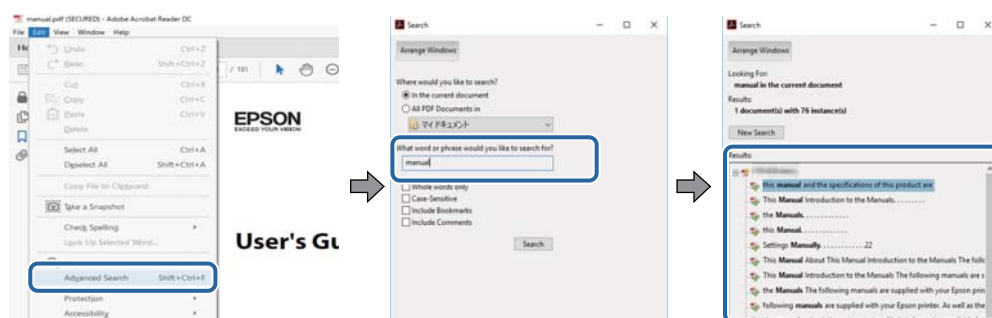 manual.pdf (SECURED) - Adobe Acrobat Reader DC
File Edit View Window Help
Undo Ctrl+Z
Redo Shift+Ctrl+Z
Cut Ctrl+X
Copy Ctrl+C
Paste Ctrl+V
Delete
Select All Ctrl+A
Deselect All Shift+Ctrl+A
Copy File to Clipboard
Take a Snapshot
Check Spelling
Look Up Selected Word...
Advanced Search Shift+Ctrl+F
Protection
Accessibility
/ 191
EPSON
EXCEED YOUR VISION
User's Gu
Search
Arrange Windows
Where would you like to search?
In the current document
All PDF Documents in
マイドキュメント
What word or phrase would you like to search for?
manual
Whole words only
Case-Sensitive
Include Bookmarks
Include Comments
Search
Search
Arrange Windows
Looking For:
manual in the current document
Results:
1 document(s) with 76 instance(s)
New Search
Results:
this manual and the specifications of this product are
This Manual Introduction to the Manuals. . . . . . . . .
the Manuals. . . . . . . . . . . . .
this Manual. . . . . . . . . . . .
Settings Manually. . . . . . . . . . . . 22
This Manual About This Manual Introduction to the Manuals The follo
This Manual Introduction to the Manuals The following manuals are s
the Manuals The following manuals are supplied with your Epson prin
following manuals are supplied with your Epson printer. As well as the